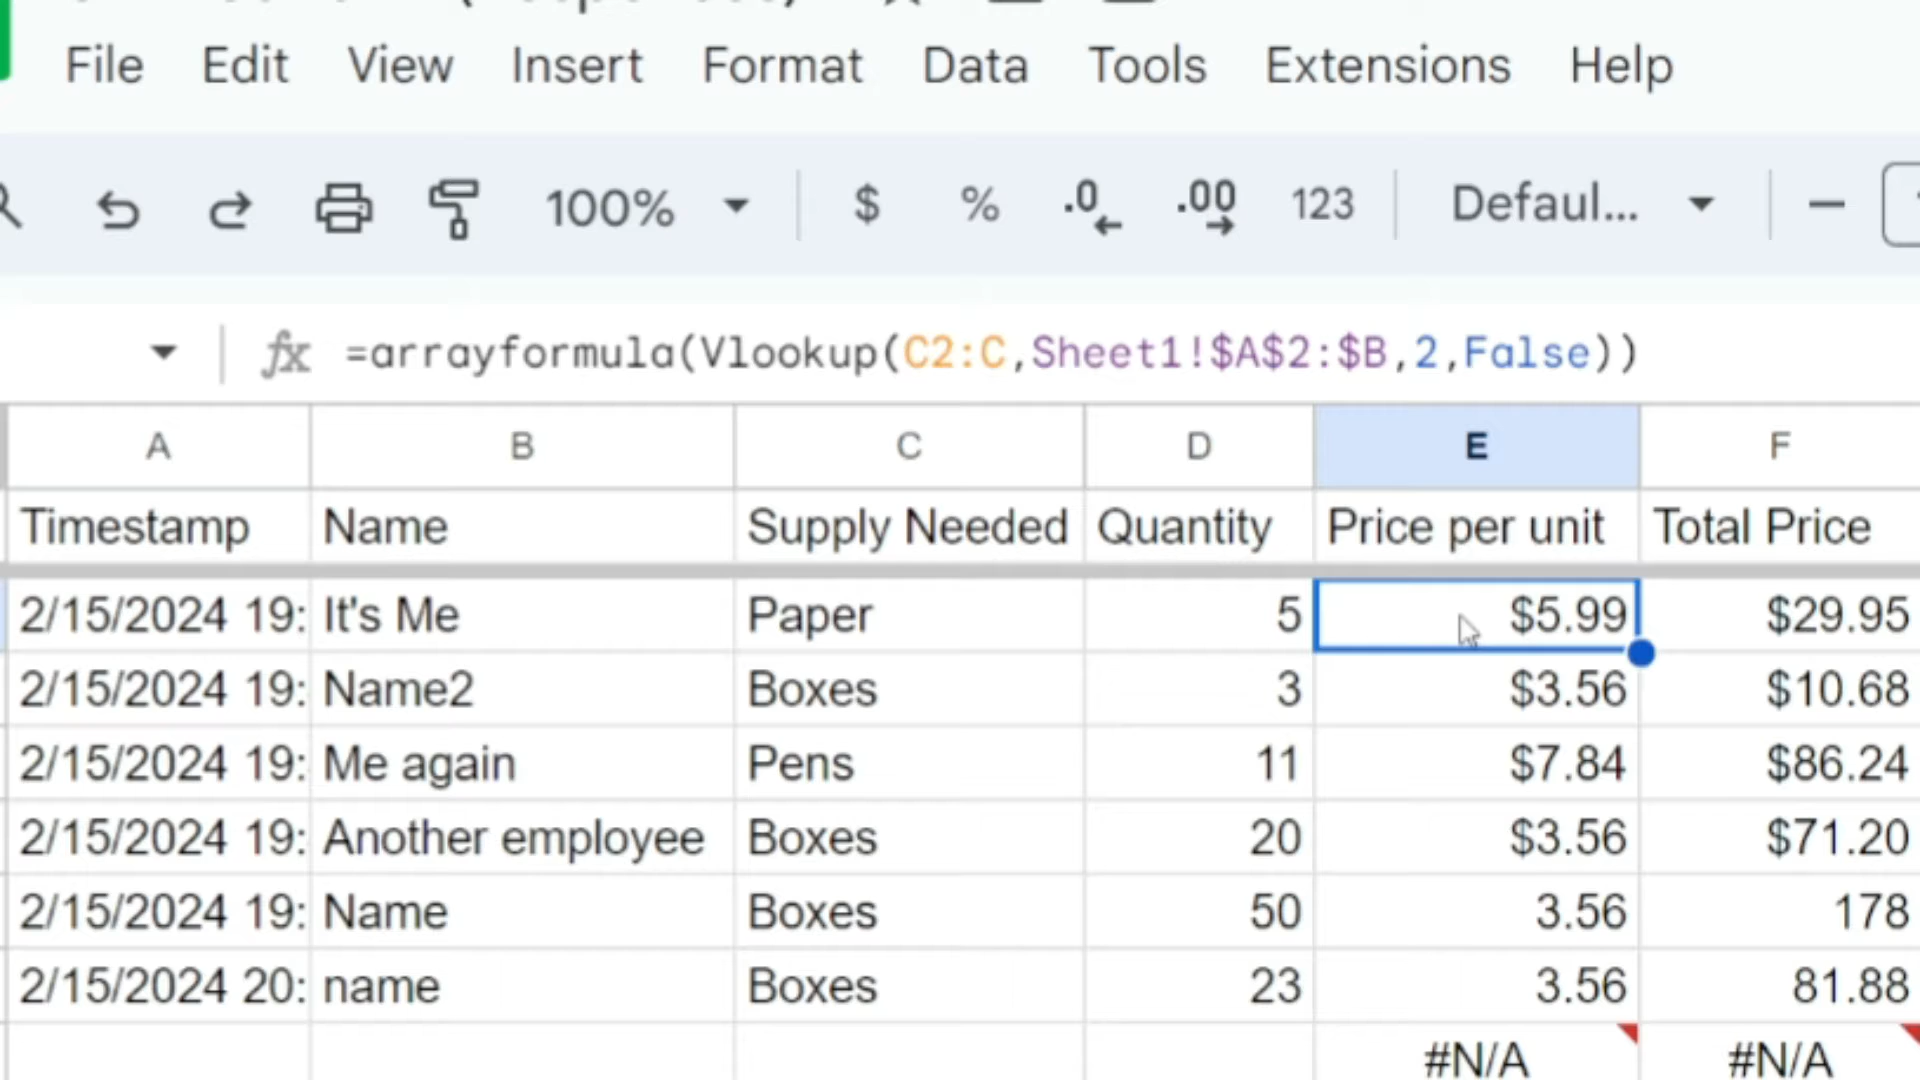 File Edit View Insert Format Data Tools Extensions Help
100% $ % .0 .00 123 Defaul...
fx =arrayformula(Vlookup(C2:C,Sheet1!$A$2:$B,2,False))
A B C D E F
Timestamp Name Supply Needed Quantity Price per unit Total Price
2/15/2024 19: It's Me Paper 5 $5.99 $29.95
2/15/2024 19: Name2 Boxes 3 $3.56 $10.68
2/15/2024 19: Me again Pens 11 $7.84 $86.24
2/15/2024 19: Another employee Boxes 20 $3.56 $71.20
2/15/2024 19: Name Boxes 50 3.56 178
2/15/2024 20: name Boxes 23 3.56 81.88
#N/A #N/A